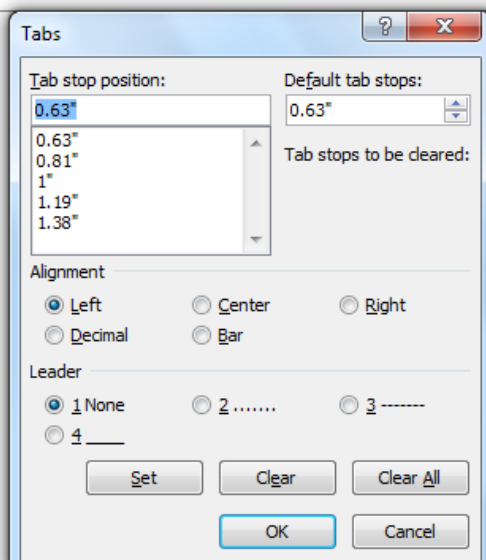 Tabs
Tab stop position: Default tab stops:
0.63" 0.63"
0.63"
0.81"
1"
1.19"
1.38"
Tab stops to be cleared:
Alignment
Left Center Right
Decimal Bar
Leader
1 None 2 ....... 3 -------
4 ____
Set Clear Clear All
OK Cancel